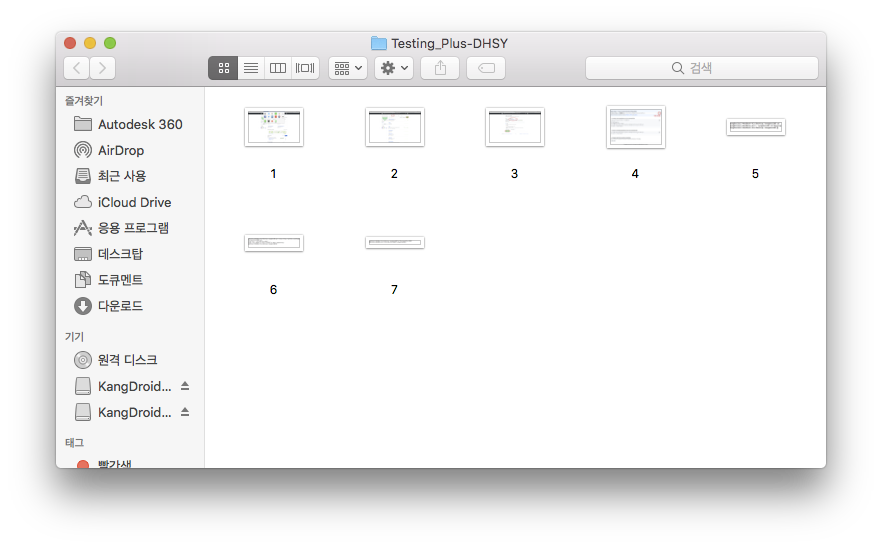 Testing_Plus-DHSY
검색
즐겨찾기
Autodesk 360
AirDrop
최근 사용
iCloud Drive
응용 프로그램
데스크탑
도큐멘트
다운로드
기기
원격 디스크
KangDroid...
KangDroid...
태그
빨간색
1 2 3 4 5
6 7